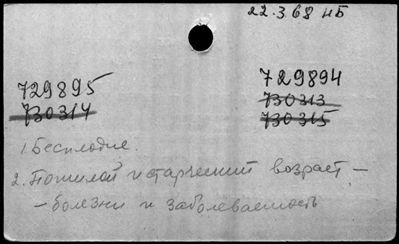 22.3.68 НБ
729895
730314
729894
730313
730315
1. Бесплодие.
2. Пожилой и старческий возраст —
— болезни и заболеваемость